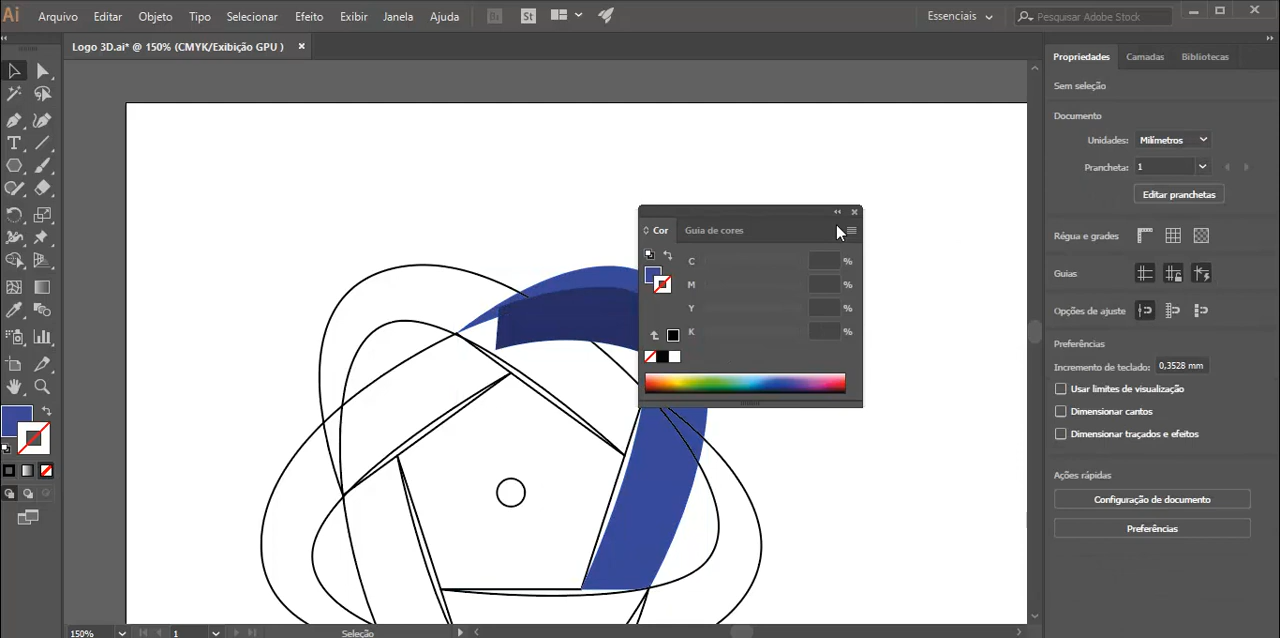 Ai Arquivo Editar Objeto Tipo Selecionar Efeito Exibir Janela Ajuda Br St Essenciais Pesquisar Adobe Stock
Logo 3D.ai* @ 150% (CMYK/Exibição GPU )
Propriedades Camadas Bibliotecas
Sem seleção
Documento
Unidades: Milímetros
Prancheta: 1
Editar pranchetas
Régua e grades
Guias
Opções de ajuste
Preferências
Incremento de teclado: 0,3528 mm
Usar limites de visualização
Dimensionar cantos
Dimensionar traçados e efeitos
Ações rápidas
Configuração de documento
Preferências
Cor Guia de cores
C %
M %
Y %
K %
T
150% 1 Seleção